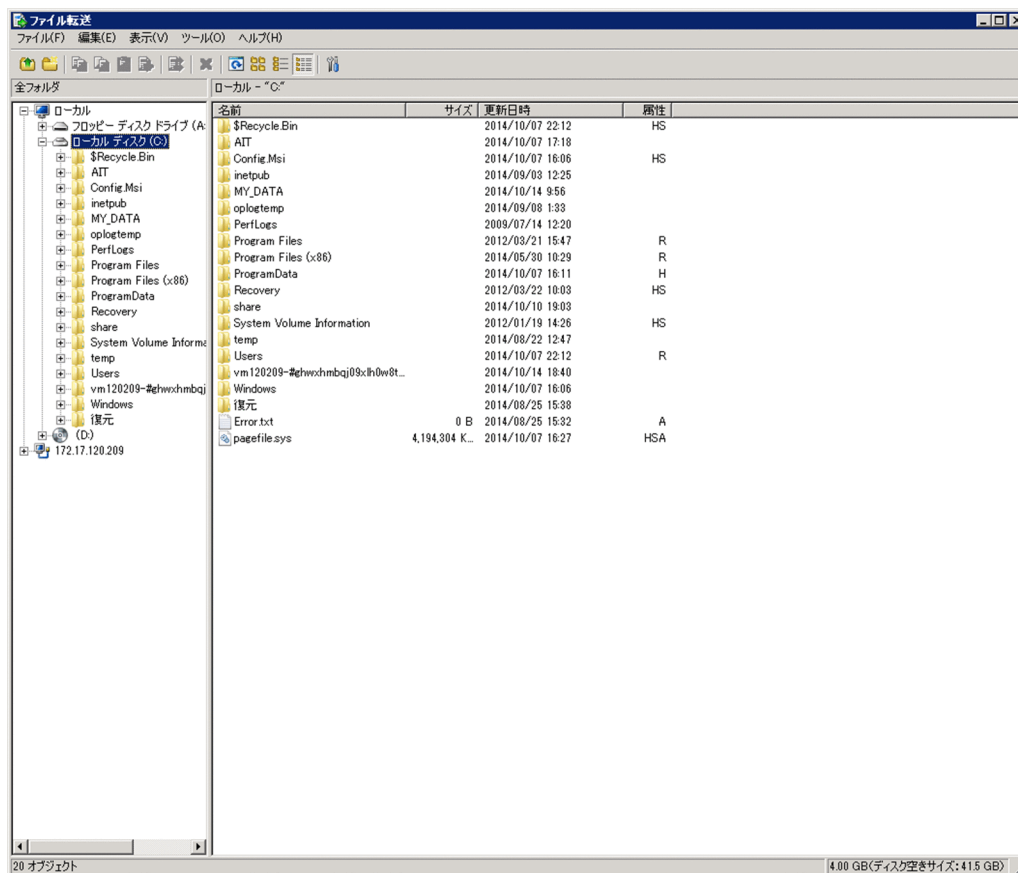 ファイル転送
ファイル(F) 編集(E) 表示(V) ツール(O) ヘルプ(H)
全フォルダ
ローカル - "C:"
ローカル
フロッピー ディスク ドライブ (A:
ローカル ディスク (C:)
$Recycle.Bin
AIT
Config.Msi
inetpub
MY_DATA
oplogtemp
PerfLogs
Program Files
Program Files (x86)
ProgramData
Recovery
share
System Volume Informa
temp
Users
vm120209-#ghwxhmbqj
Windows
復元
(D:)
172.17.120.209
名前 サイズ 更新日時 属性
$Recycle.Bin 2014/10/07 22:12 HS
AIT 2014/10/07 17:18
Config.Msi 2014/10/07 16:06 HS
inetpub 2014/09/03 12:25
MY_DATA 2014/10/14 9:56
oplogtemp 2014/09/08 1:33
PerfLogs 2009/07/14 12:20
Program Files 2012/03/21 15:47 R
Program Files (x86) 2014/05/30 10:29 R
ProgramData 2014/10/07 16:11 H
Recovery 2012/03/22 10:03 HS
share 2014/10/10 19:03
System Volume Information 2012/01/19 14:26 HS
temp 2014/08/22 12:47
Users 2014/10/07 22:12 R
vm120209-#ghwxhmbqj09xlh0w8t... 2014/10/14 18:40
Windows 2014/10/07 16:06
復元 2014/08/25 15:38
Error.txt 0 B 2014/08/25 15:32 A
pagefile.sys 4,194,304 K... 2014/10/07 16:27 HSA
20 オブジェクト
4.00 GB(ディスク空きサイズ: 41.5 GB)